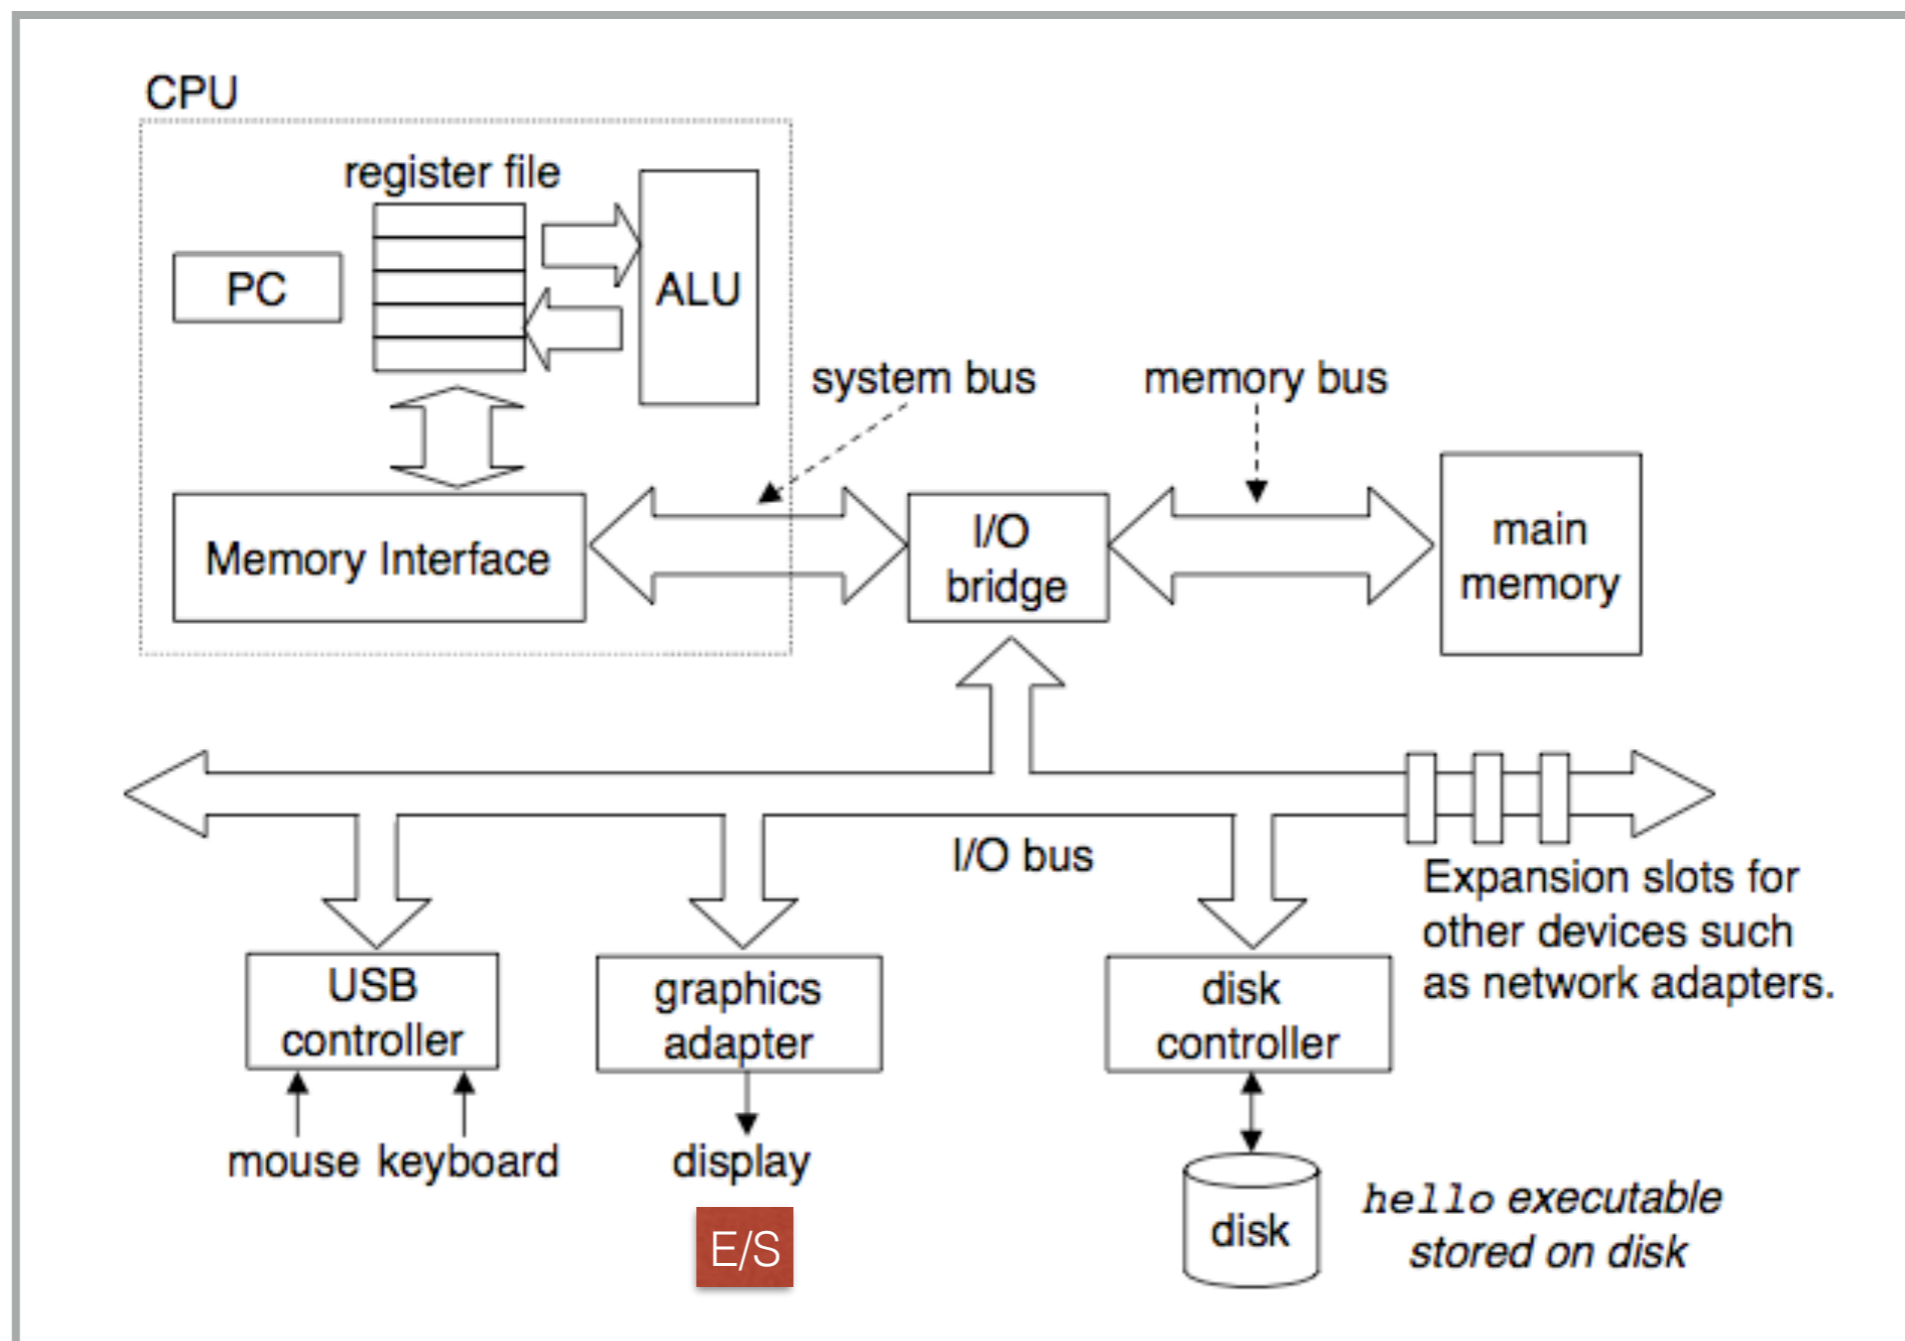 CPU
register file
PC
ALU
system bus
memory bus
Memory Interface
I/O
bridge
main
memory
I/O bus
Expansion slots for
other devices such
as network adapters.
USB
controller
graphics
adapter
disk
controller
mouse keyboard
display
E/S
disk
hello executable
stored on disk